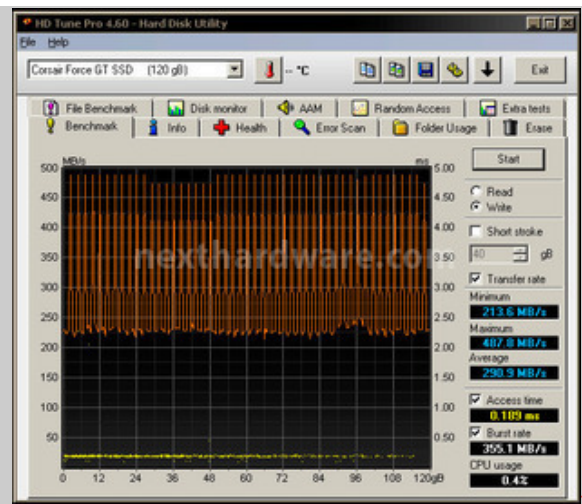 HD Tune Pro 4.60 - Hard Disk Utility
File Help
Corsair Force GT SSD (120 gB)
-- °C
Exit
File Benchmark
Disk monitor
AAM
Random Access
Extra tests
Benchmark
Info
Health
Error Scan
Folder Usage
Erase
MB/s
ms
500
450
400
350
300
250
200
150
100
50
5.00
4.50
4.00
3.50
3.00
2.50
2.00
1.50
1.00
0.50
0 12 24 36 48 60 72 84 96 108 120gB
nexthardware.com
Start
Read
Write
Short stroke
40 gB
Transfer rate
Minimum
213.6 MB/s
Maximum
487.8 MB/s
Average
290.9 MB/s
Access time
0.189 ms
Burst rate
355.1 MB/s
CPU usage
0.4%